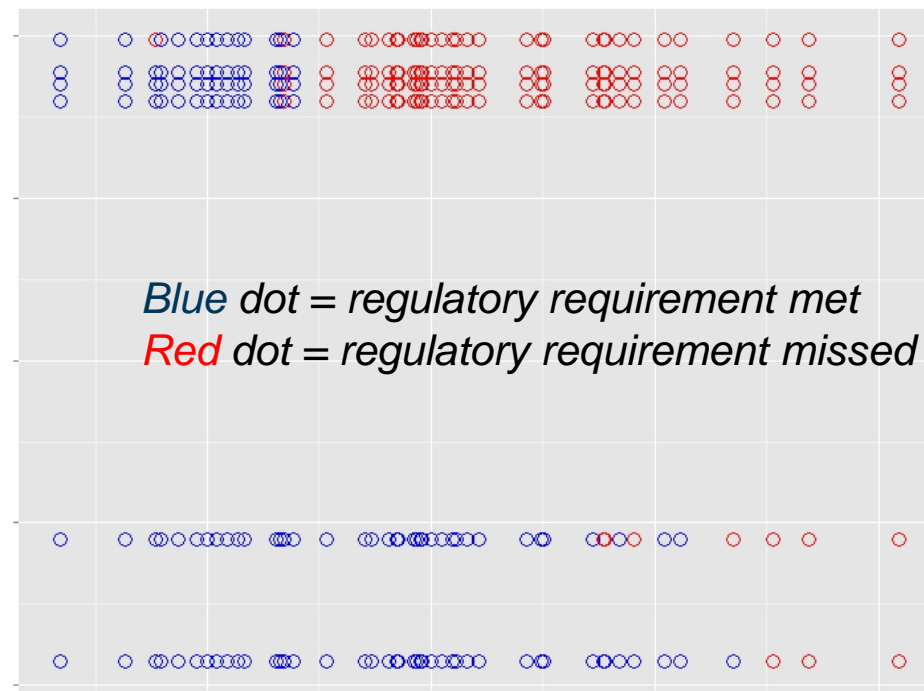 Blue dot = regulatory requirement met
Red dot = regulatory requirement missed